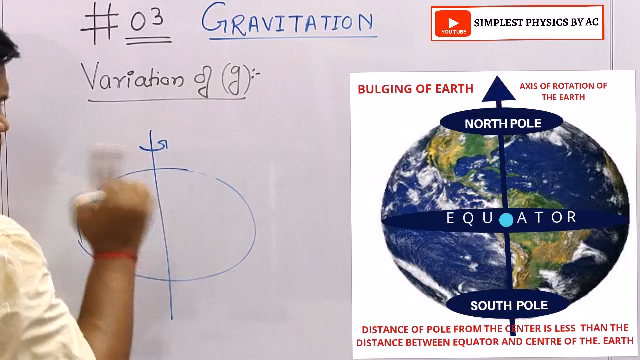 # 03 GRAVITATION
YOUTUBE
SIMPLEST PHYSICS BY AC
Variation of (g):-
BULGING OF EARTH
AXIS OF ROTATION OF
THE EARTH
NORTH POLE
EQUATOR
SOUTH POLE
DISTANCE OF POLE FROM THE CENTER IS LESS THAN THE
DISTANCE BETWEEN EQUATOR AND CENTRE OF THE. EARTH